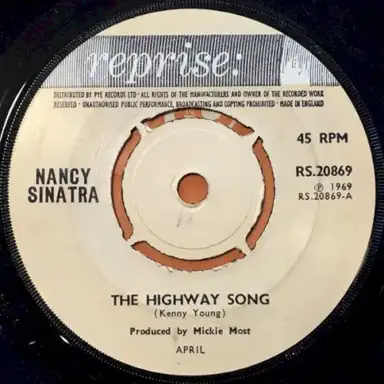 reprise:
DISTRIBUTED BY PYE RECORDS LTD · ALL RIGHTS OF THE MANUFACTURERS AND OWNER OF THE RECORDED WORK
RESERVED · UNAUTHORISED PUBLIC PERFORMANCE, BROADCASTING AND COPYING PROHIBITED · MADE IN ENGLAND
45 RPM
NANCY
SINATRA
RS.20869
Ⓟ 1969
RS.20869-A
THE HIGHWAY SONG
(Kenny Young)
Produced by Mickie Most
APRIL